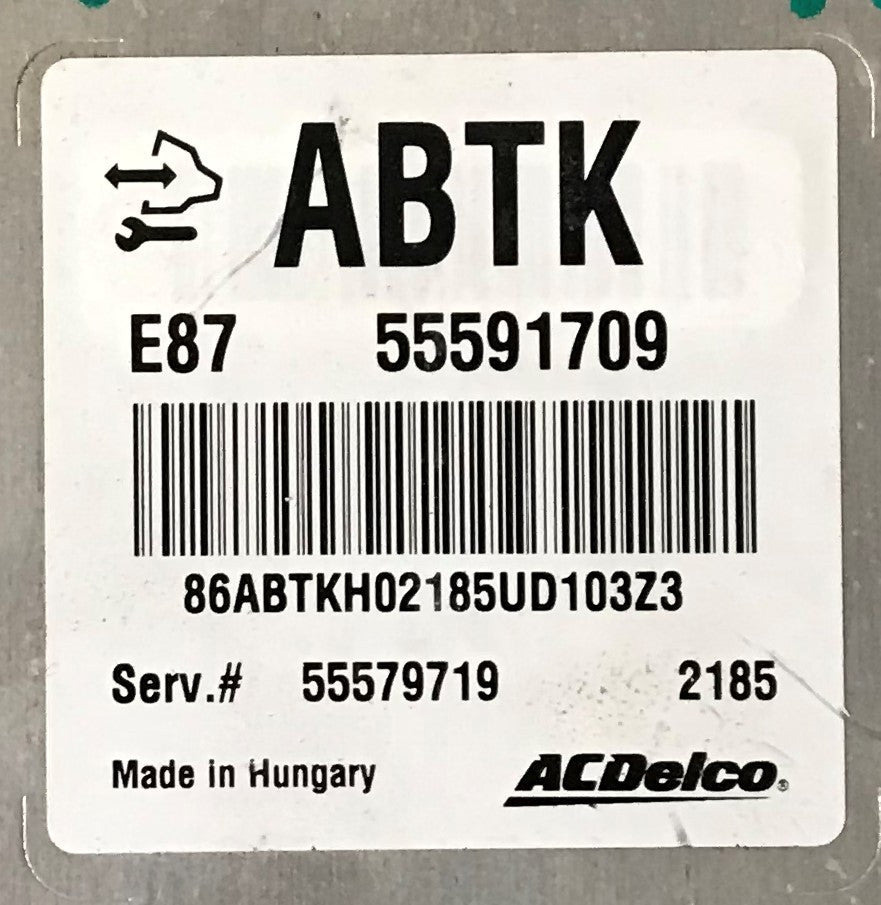 ABTK
E87 55591709
86ABTKH02185UD103Z3
Serv.# 55579719 2185
Made in Hungary ACDelco®